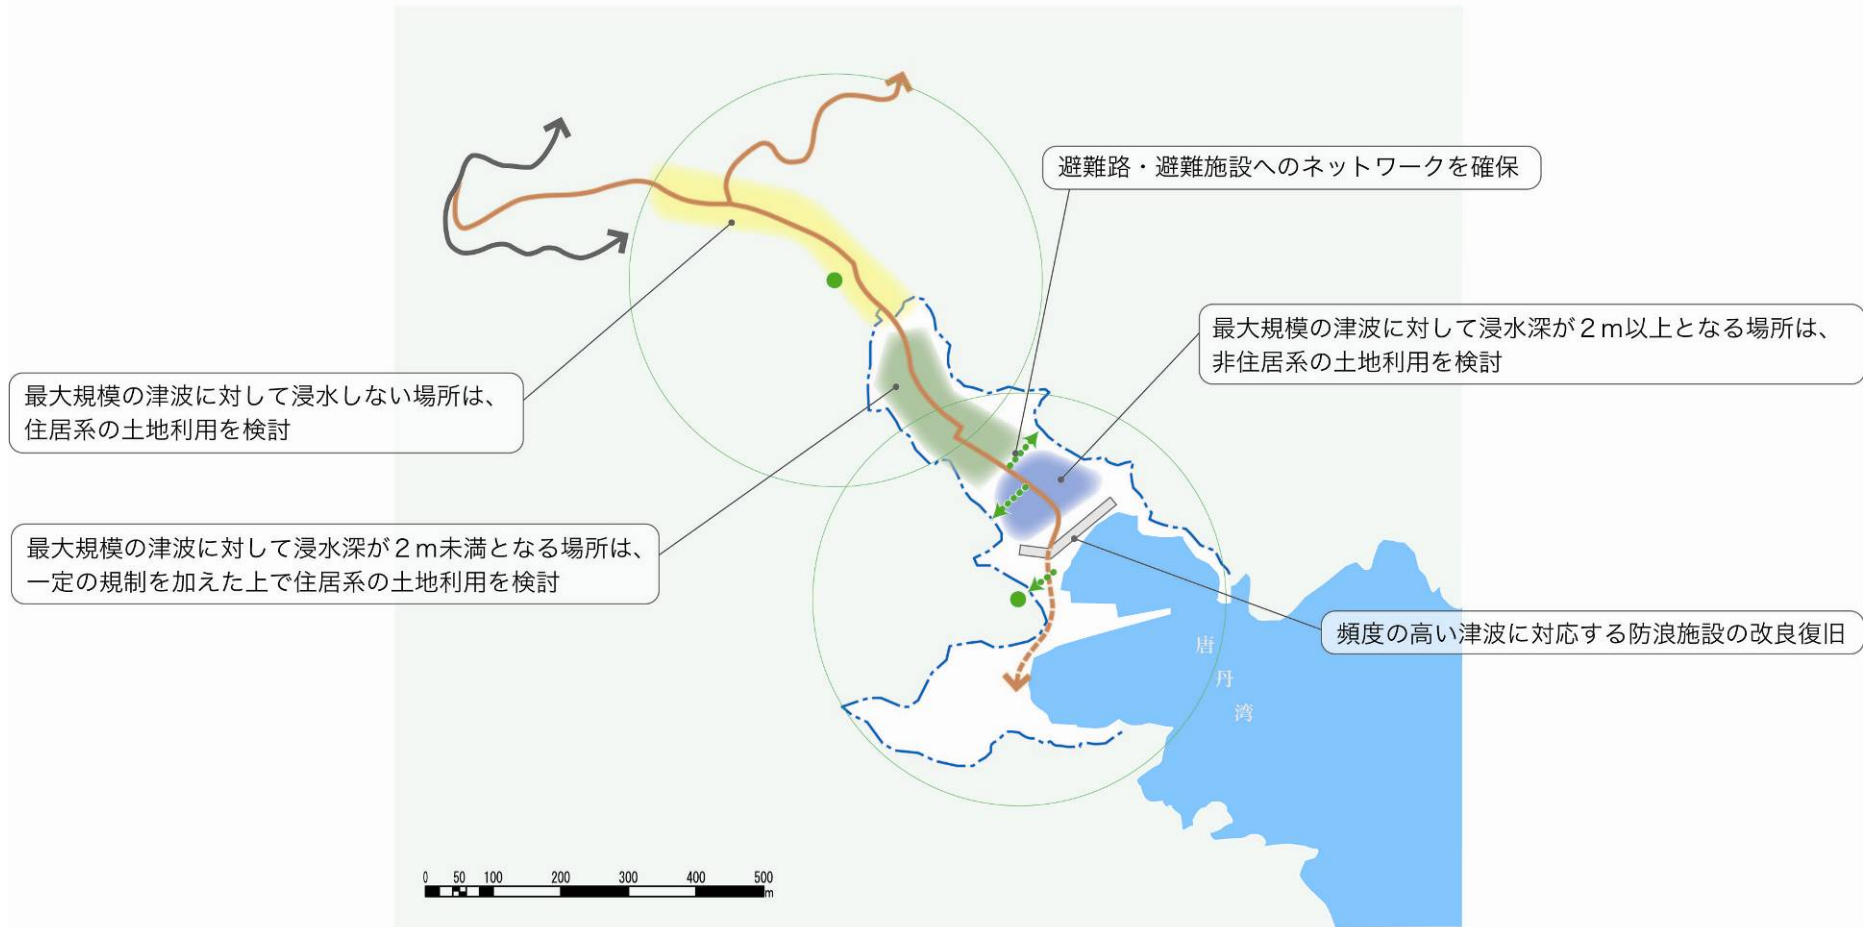 避難路・避難施設へのネットワークを確保
最大規模の津波に対して浸水深が２ｍ以上となる場所は、
非住居系の土地利用を検討
最大規模の津波に対して浸水しない場所は、
住居系の土地利用を検討
最大規模の津波に対して浸水深が２ｍ未満となる場所は、
一定の規制を加えた上で住居系の土地利用を検討
頻度の高い津波に対応する防浪施設の改良復旧
唐丹湾
0 50 100 200 300 400 500
m